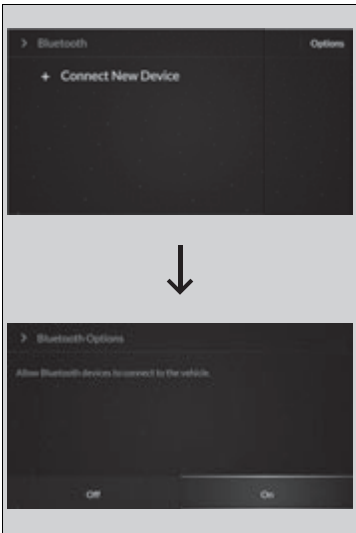 > Bluetooth
Options
+ Connect New Device
> Bluetooth Options
Allow Bluetooth devices to connect to the vehicle.
Off
On